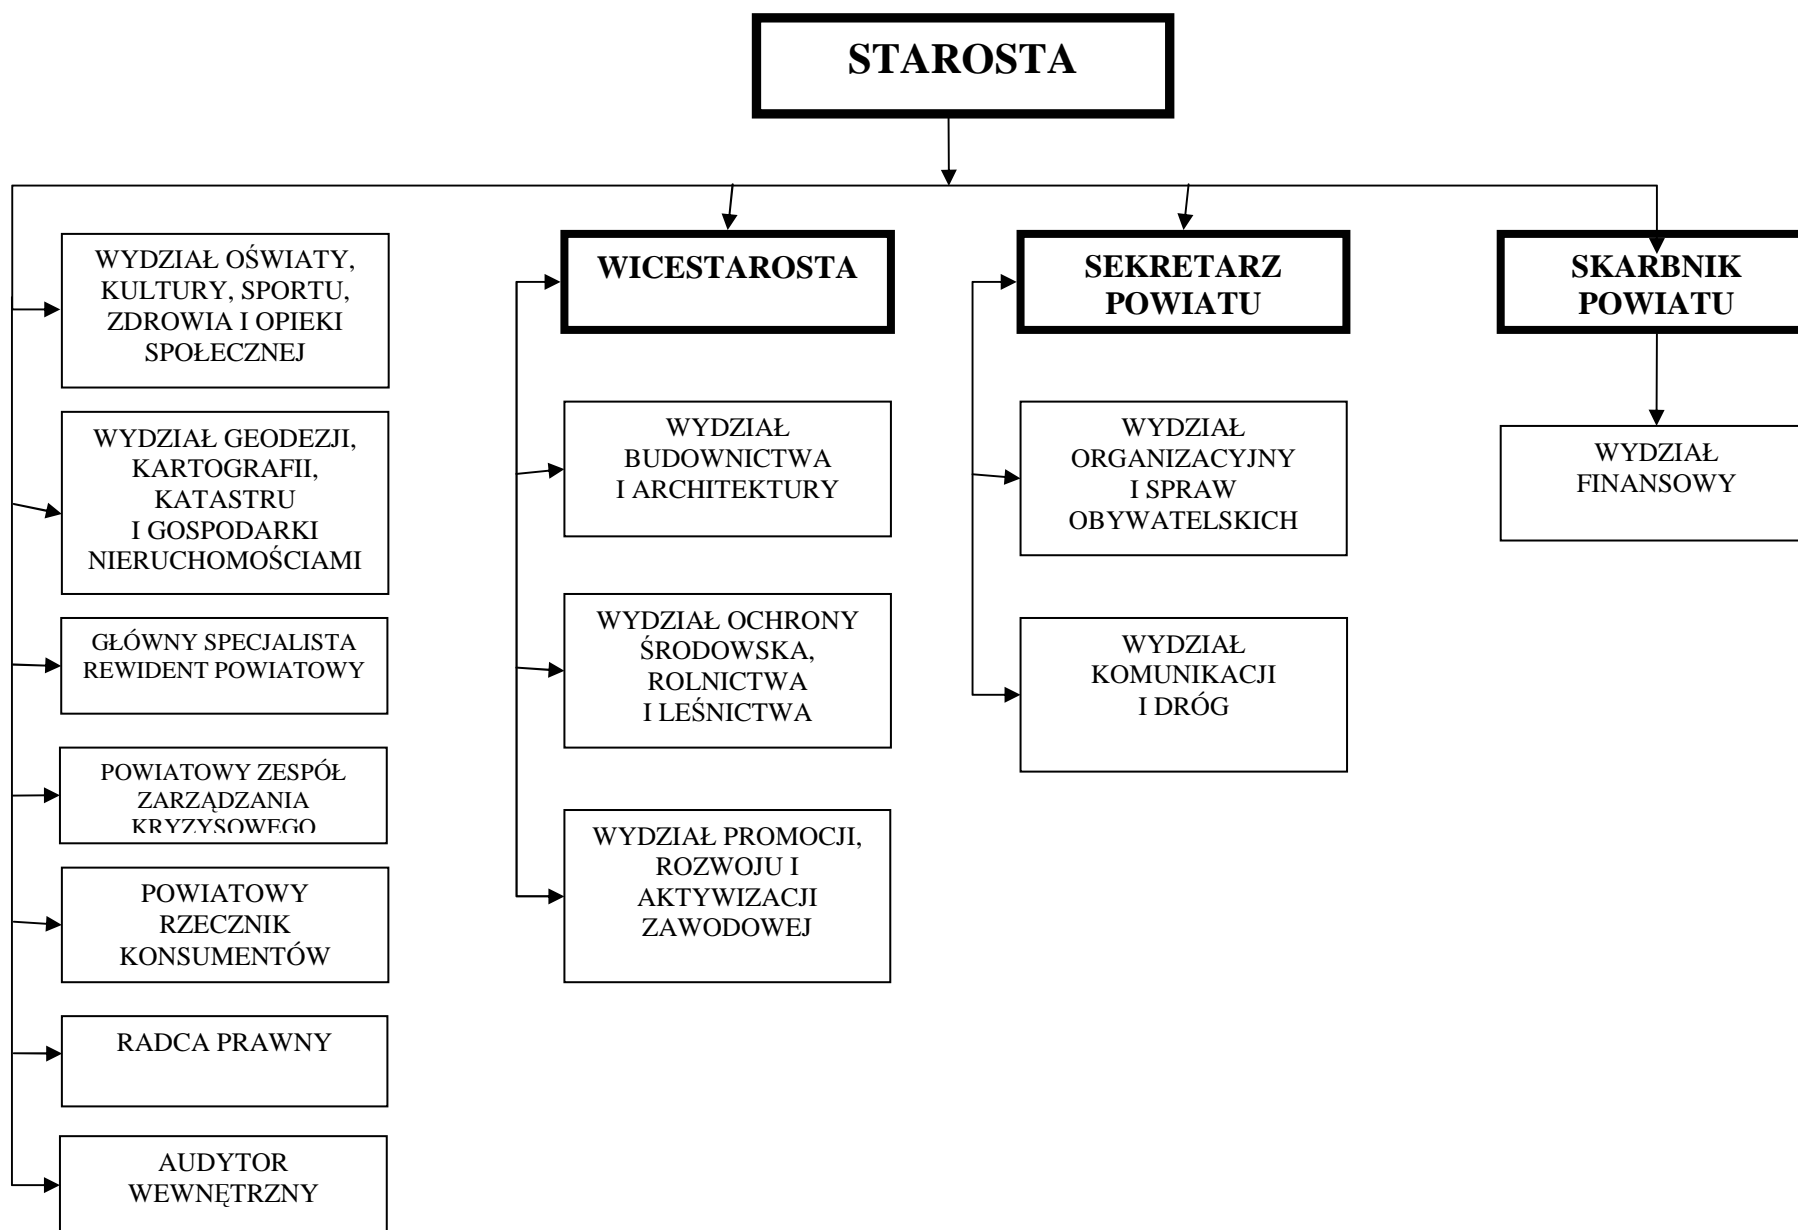 STAROSTA
WYDZIAŁ OŚWIATY,
KULTURY, SPORTU,
ZDROWIA I OPIEKI
SPOŁECZNEJ
WYDZIAŁ GEODEZJI,
KARTOGRAFII,
KATASTRU
I GOSPODARKI
NIERUCHOMOŚCIAMI
GŁÓWNY SPECJALISTA
REWIDENT POWIATOWY
POWIATOWY ZESPÓŁ
ZARZĄDZANIA
KRYZYSOWEGO
POWIATOWY
RZECZNIK
KONSUMENTÓW
RADCA PRAWNY
AUDYTOR
WEWNĘTRZNY
WICESTAROSTA
WYDZIAŁ
BUDOWNICTWA
I ARCHITEKTURY
WYDZIAŁ OCHRONY
ŚRODOWSKA,
ROLNICTWA
I LEŚNICTWA
WYDZIAŁ PROMOCJI,
ROZWOJU I
AKTYWIZACJI
ZAWODOWEJ
SEKRETARZ
POWIATU
WYDZIAŁ
ORGANIZACYJNY
I SPRAW
OBYWATELSKICH
WYDZIAŁ
KOMUNIKACJI
I DRÓG
SKARBNIK
POWIATU
WYDZIAŁ
FINANSOWY